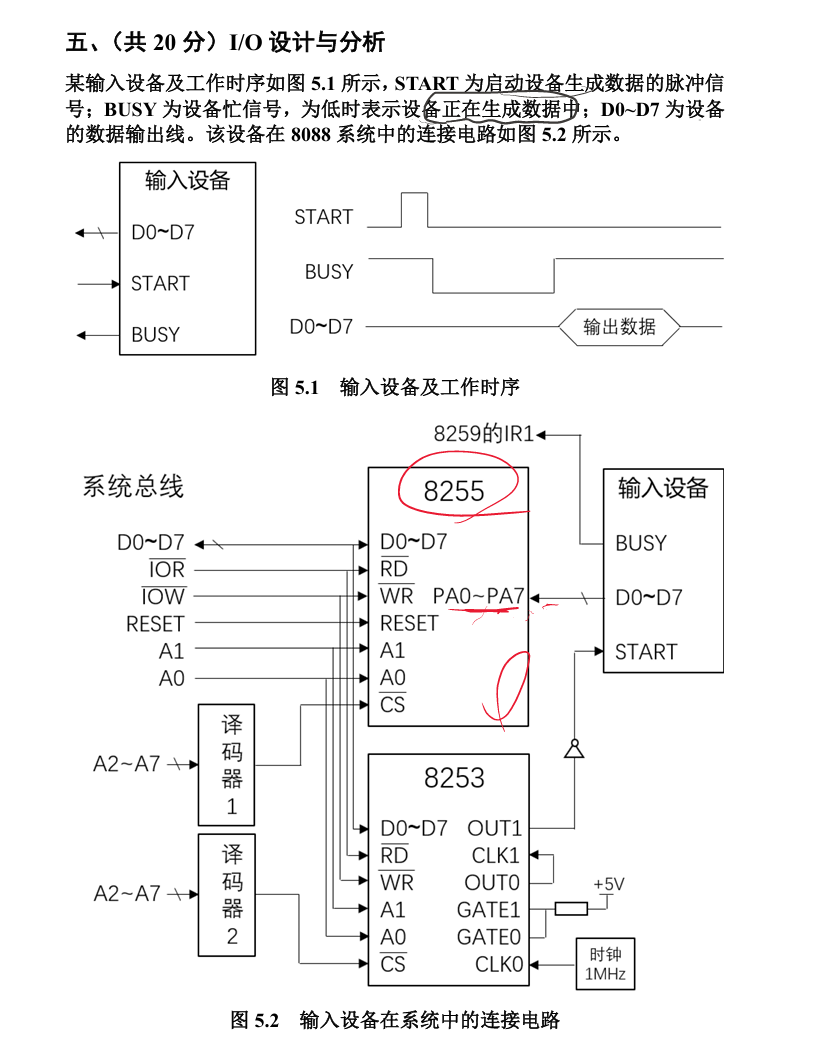 五、（共 20 分）I/O 设计与分析
某输入设备及工作时序如图 5.1 所示，START 为启动设备生成数据的脉冲信
号；BUSY 为设备忙信号，为低时表示设备正在生成数据中；D0~D7 为设备
的数据输出线。该设备在 8088 系统中的连接电路如图 5.2 所示。
输入设备
D0~D7
START
BUSY
START
BUSY
D0~D7
输出数据
图 5.1 输入设备及工作时序
8259的IR1
系统总线
D0~D7
IOR
IOW
RESET
A1
A0
8255
D0~D7
RD
WR
PA0~PA7
RESET
A1
A0
CS
输入设备
BUSY
D0~D7
START
A2~A7
译
码
器
1
A2~A7
译
码
器
2
8253
D0~D7 OUT1
RD CLK1
WR OUT0
A1 GATE1
A0 GATE0
CS CLK0
+5V
时钟
1MHz
图 5.2 输入设备在系统中的连接电路